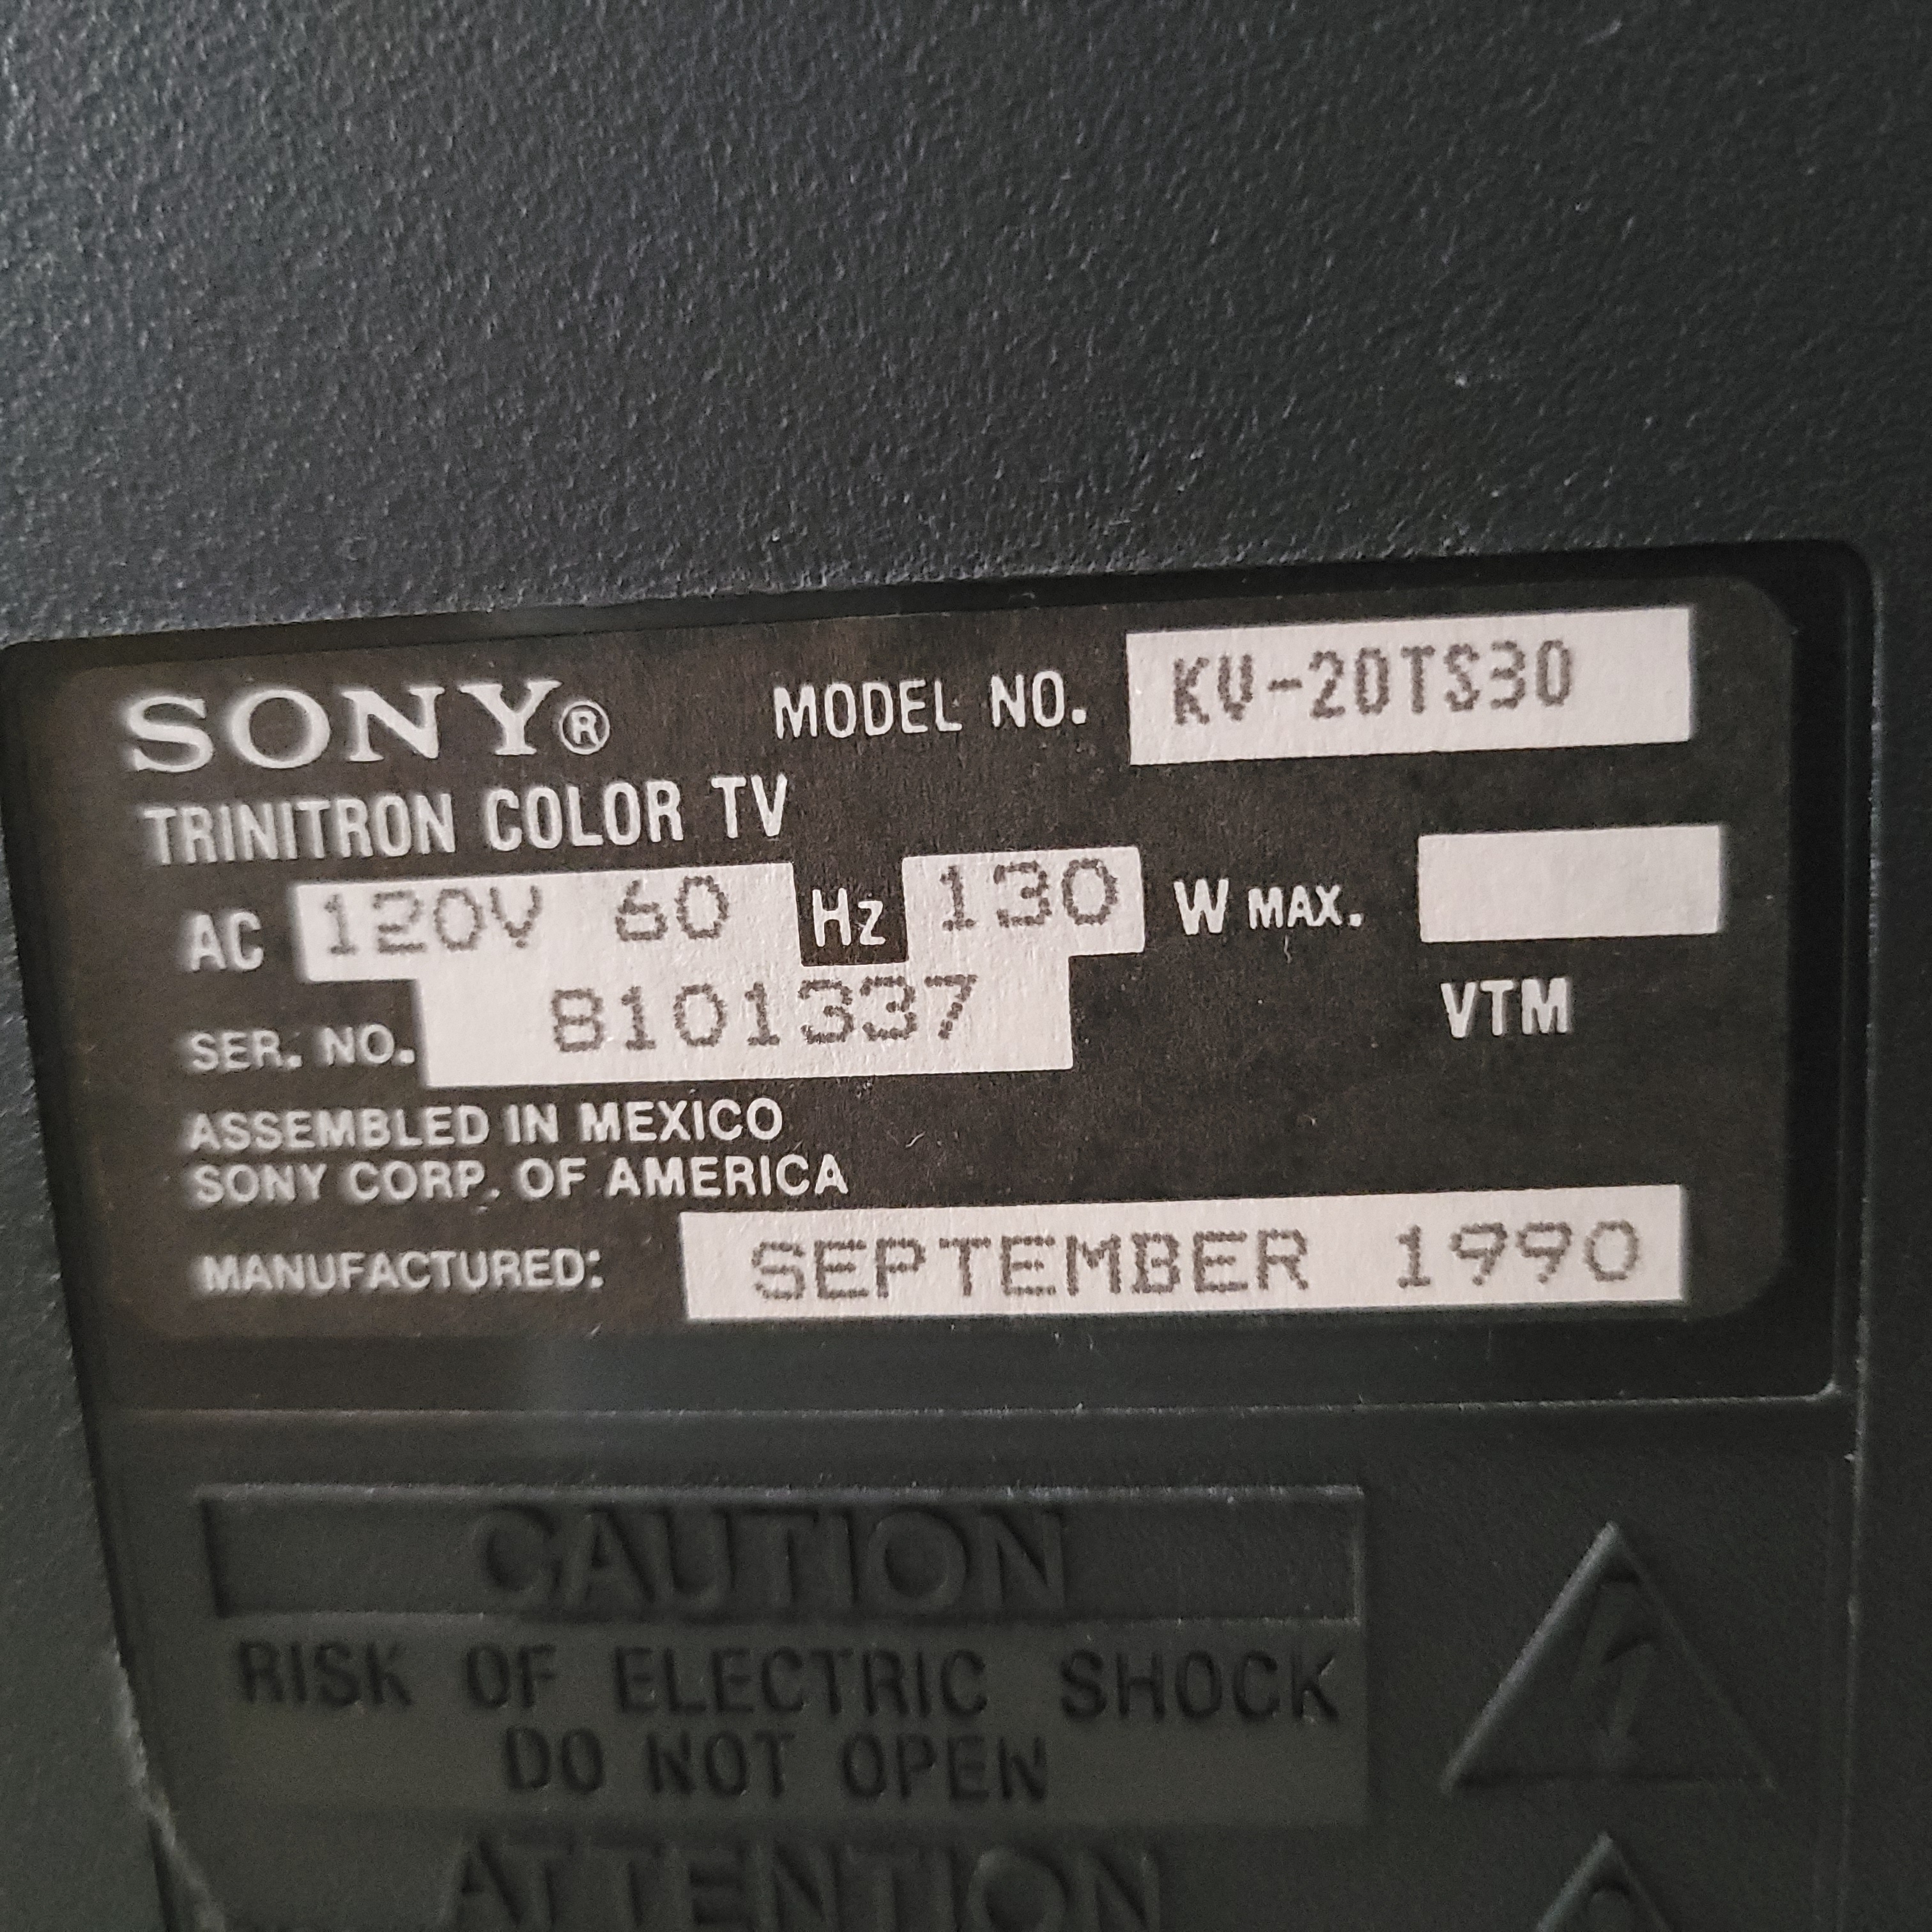 SONY® MODEL NO. KV-20TS30
TRINITRON COLOR TV
AC 120V 60 Hz 130 W MAX.
SER. NO. 8101337 VTM
ASSEMBLED IN MEXICO
SONY CORP. OF AMERICA
MANUFACTURED: SEPTEMBER 1990
CAUTION
RISK OF ELECTRIC SHOCK
DO NOT OPEN
ATTENTION